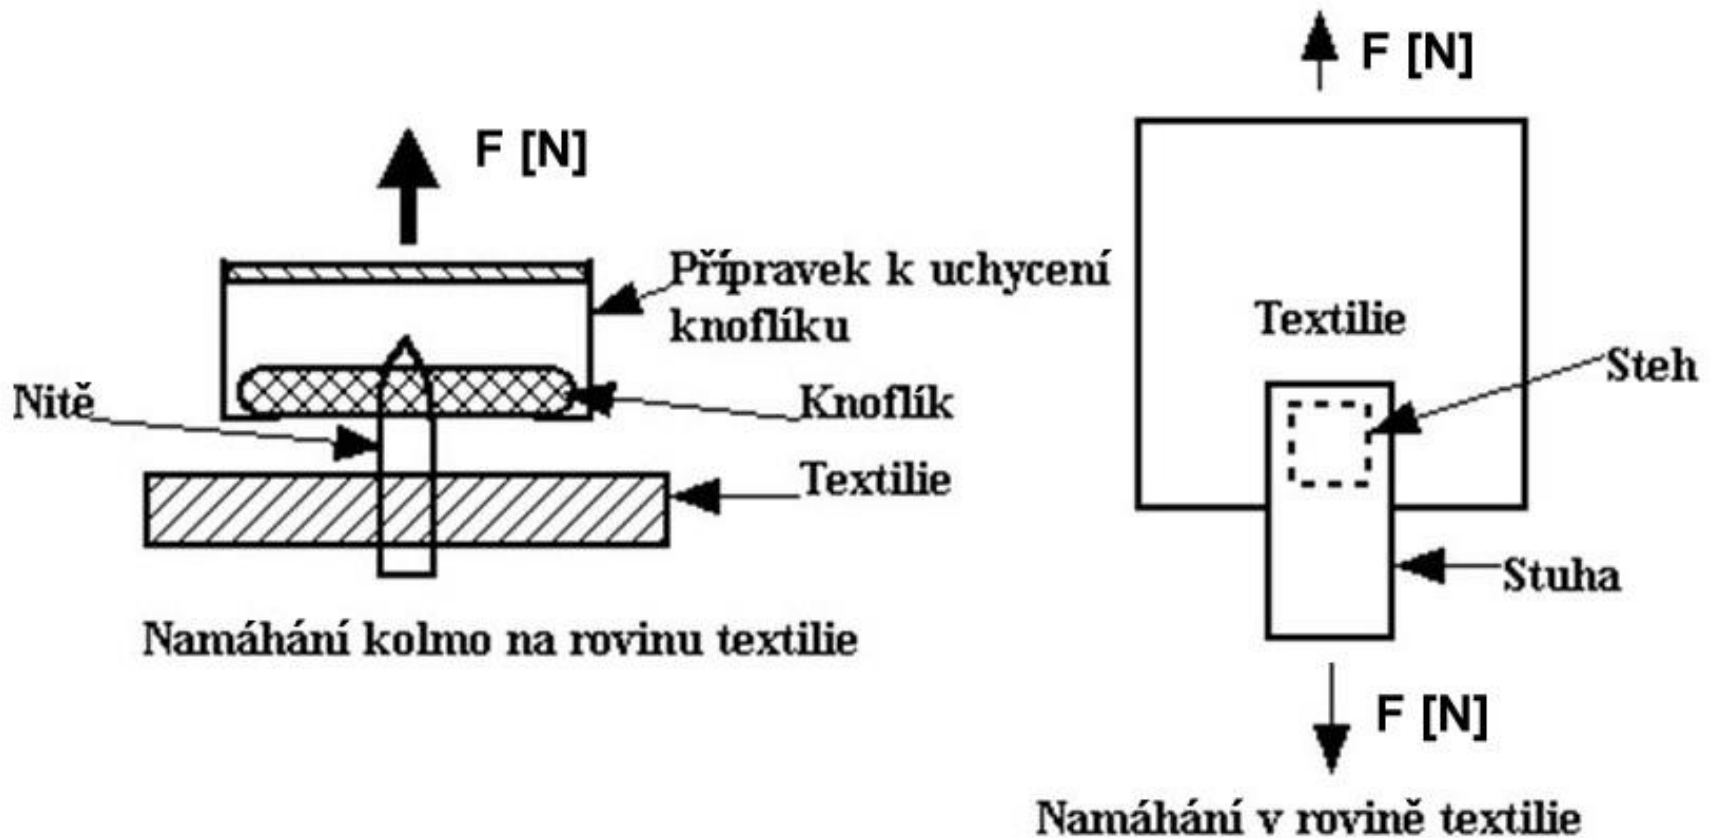 F [N]
Přípravek k uchycení
knoflíku
Nitě
Knoflík
Textilie
Namáhání kolmo na rovinu textilie
F [N]
Textilie
Steh
Stuha
F [N]
Namáhání v rovině textilie